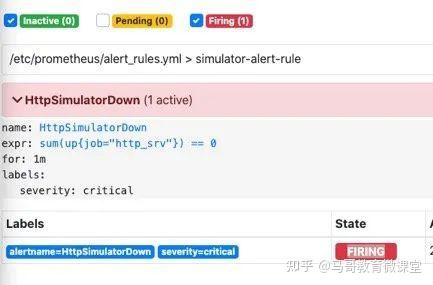 Inactive (0) Pending (0) Firing (1)
/etc/prometheus/alert_rules.yml > simulator-alert-rule
HttpSimulatorDown (1 active)
name: HttpSimulatorDown
expr: sum(up{job="http_srv"}) == 0
for: 1m
labels:
severity: critical
Labels State
alertname=HttpSimulatorDown severity=critical FIRING
知乎 @马哥教育微课堂